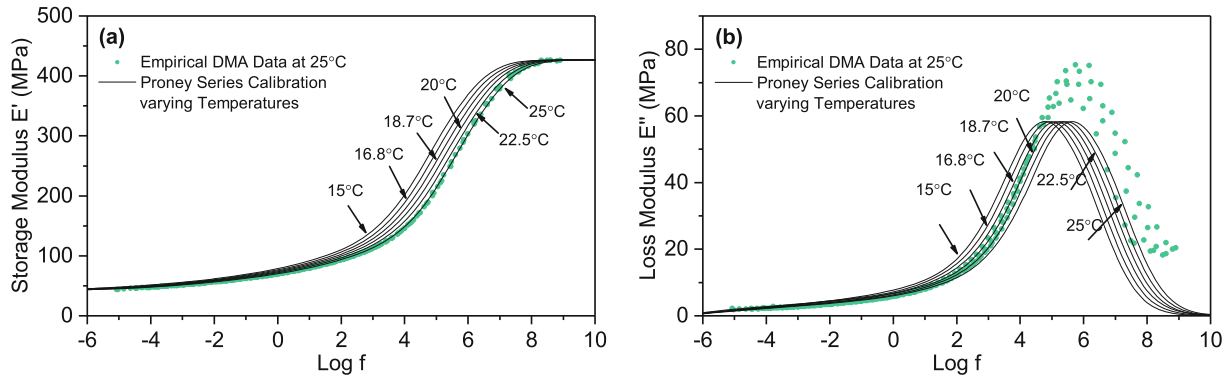 (a)
Empirical DMA Data at 25°C
Proney Series Calibration
varying Temperatures
Storage Modulus E' (MPa)
500
400
300
200
100
0
20°C
25°C
18.7°C
22.5°C
16.8°C
15°C
-6 -4 -2 0 2 4 6 8 10
Log f
(b)
Empirical DMA Data at 25°C
Proney Series Calibration
varying Temperatures
Loss Modulus E" (MPa)
80
60
40
20
0
20°C
18.7°C
16.8°C
15°C
22.5°C
25°C
-6 -4 -2 0 2 4 6 8 10
Log f